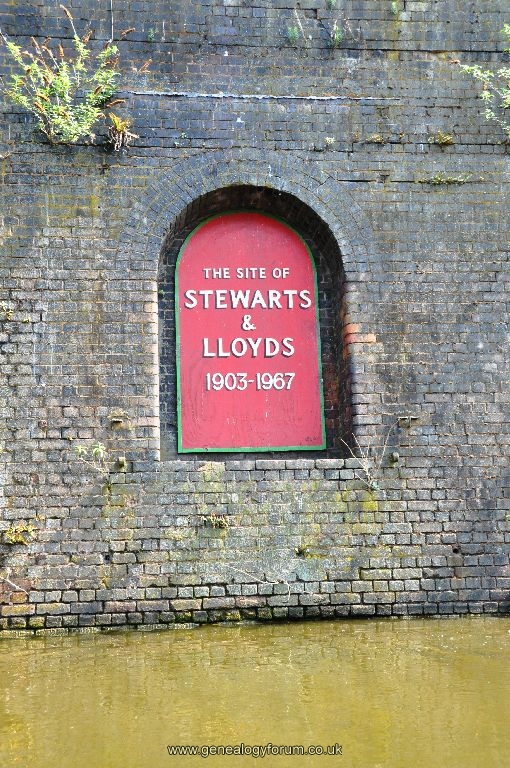 THE SITE OF
STEWARTS
&
LLOYDS
1903-1967
www.genealogyforum.co.uk